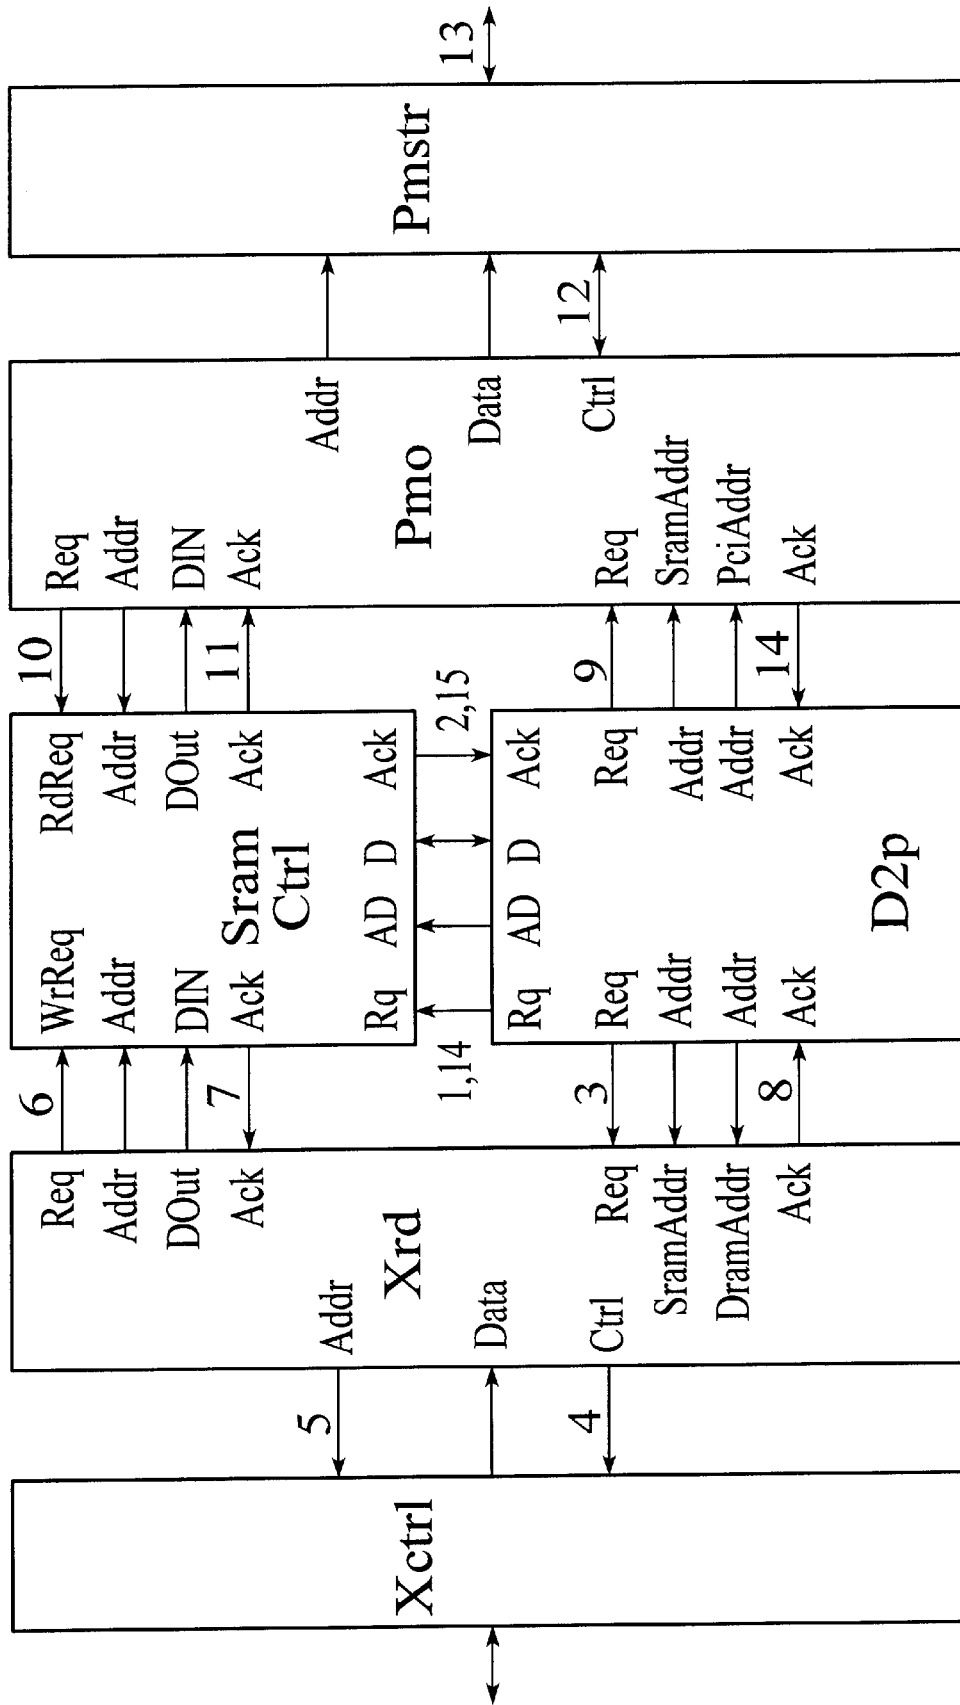 Xctrl
5
4
Addr
Xrd
Data
Ctrl
Req
Addr
DOut
Ack
Req
SramAddr
DramAddr
Ack
6
7
3
8
WrReq
Addr
DIN
Ack
Sram
Ctrl
RdReq
Addr
DOut
Ack
Rq
AD
D
Ack
1,14
2,15
Rq
AD
D
Ack
Req
Addr
Addr
Ack
D2p
Req
Addr
Addr
Ack
10
11
9
14
Req
Addr
DIN
Ack
Pmo
Req
SramAddr
PciAddr
Ack
Addr
Data
Ctrl
12
Pmstr
13